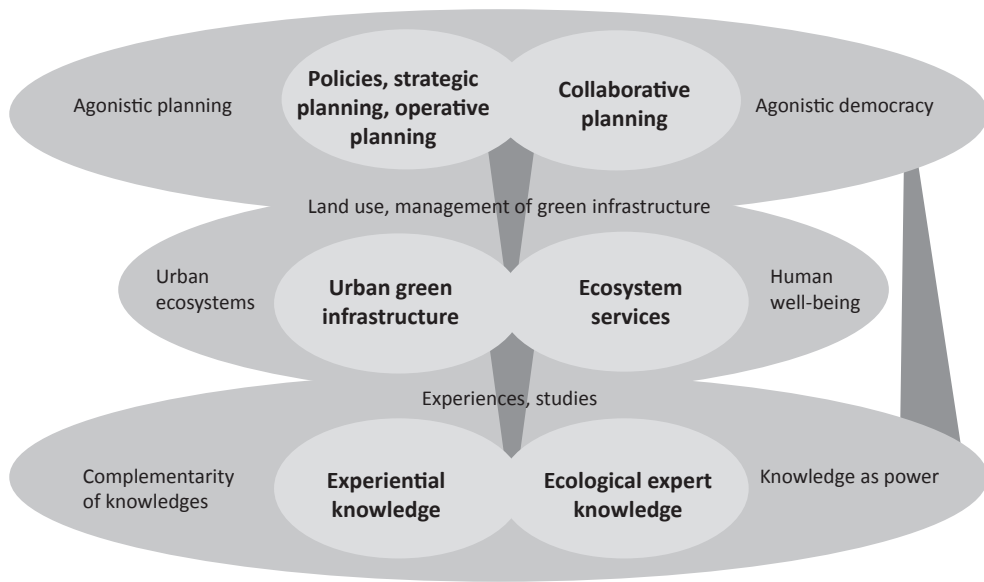 Agonistic planning
Policies, strategic
planning, operative
planning
Collaborative
planning
Agonistic democracy
Land use, management of green infrastructure
Urban
ecosystems
Urban green
infrastructure
Ecosystem
services
Human
well-being
Experiences, studies
Complementarity
of knowledges
Experiential
knowledge
Ecological expert
knowledge
Knowledge as power